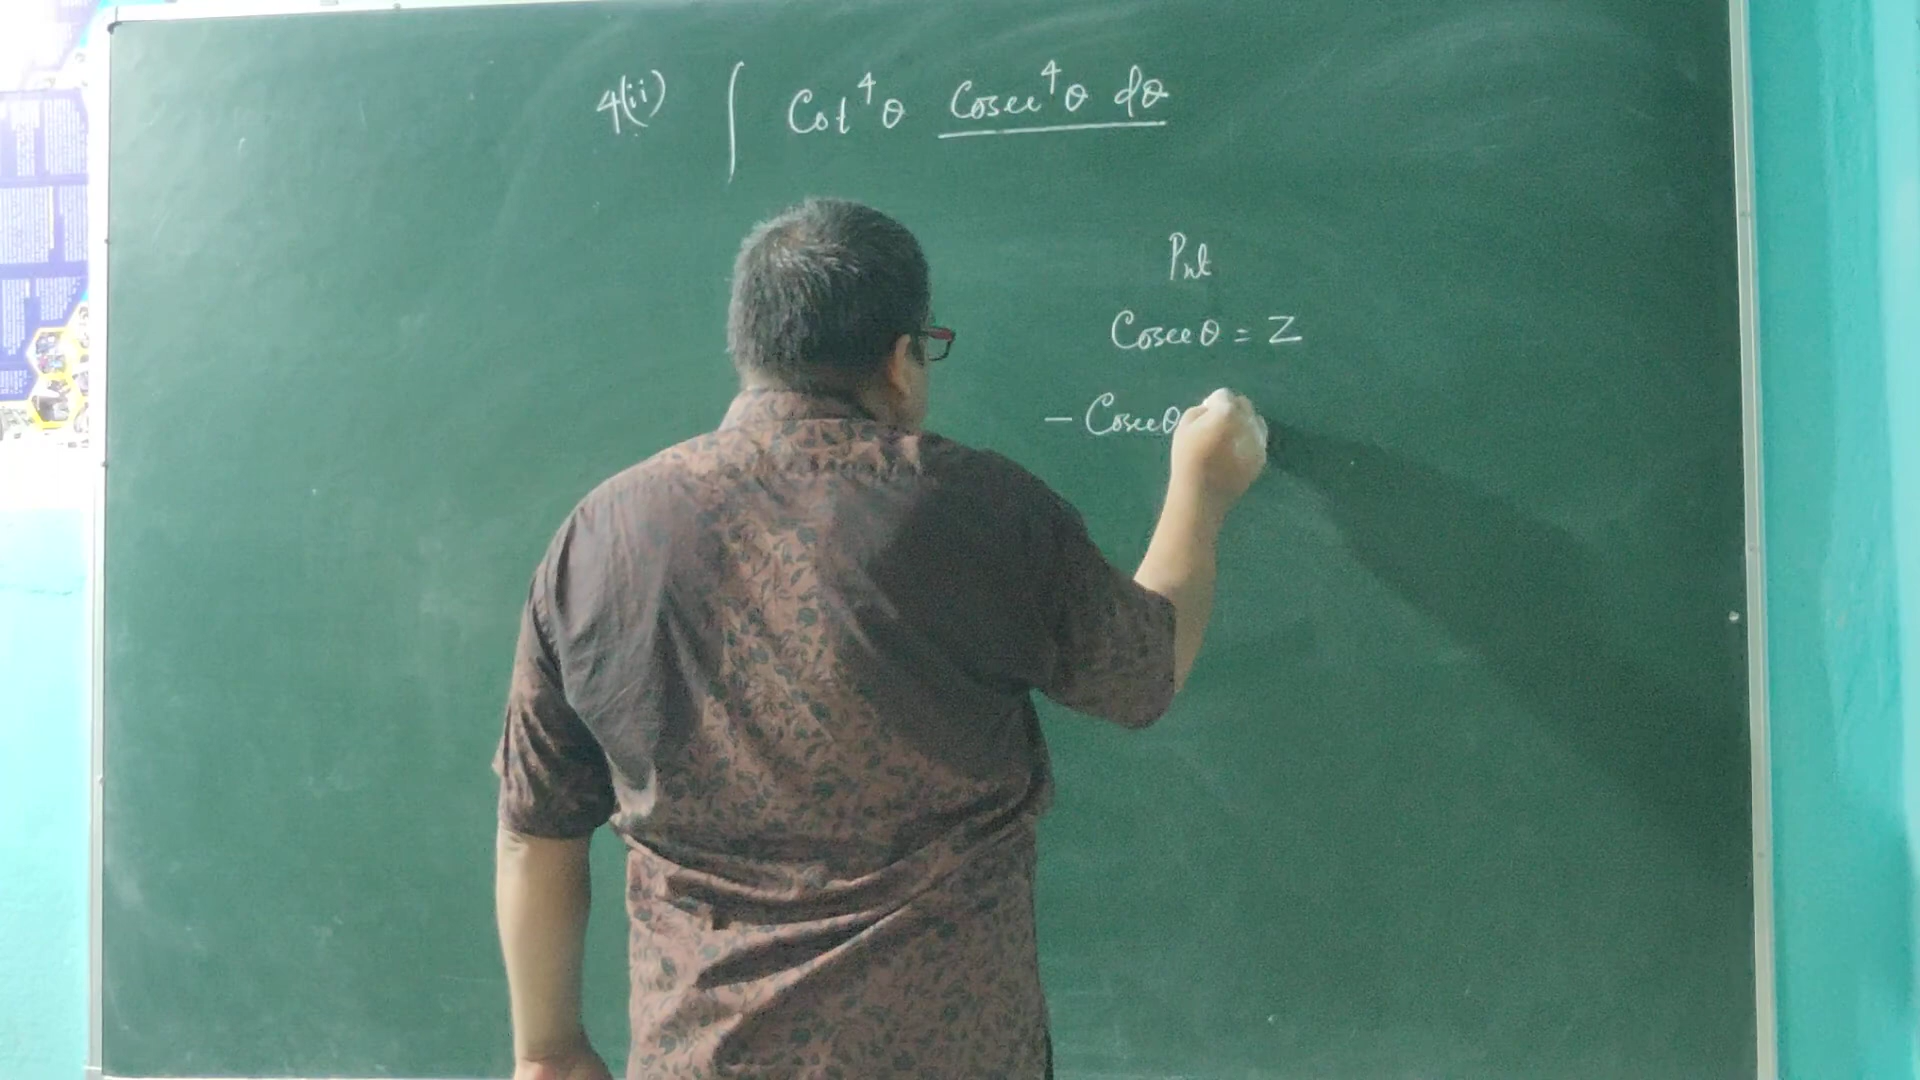 4(ii) ∫ Cot⁴θ Cosec⁴θ dθ
Put
Cosecθ = Z
- Cosecθ